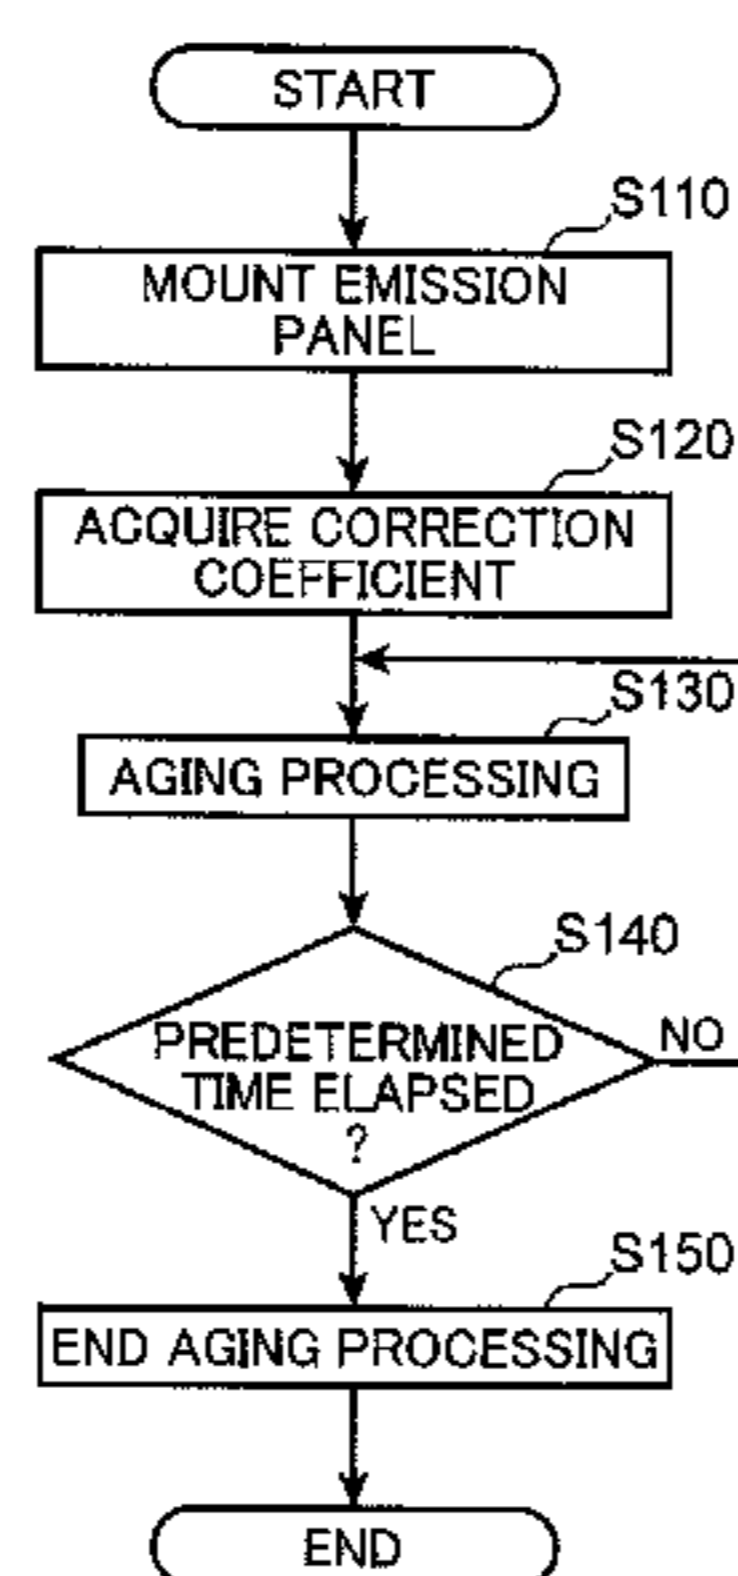 START
S110
MOUNT EMISSION
PANEL
S120
ACQUIRE CORRECTION
COEFFICIENT
S130
AGING PROCESSING
S140
PREDETERMINED
TIME ELAPSED
?
NO
YES
S150
END AGING PROCESSING
END